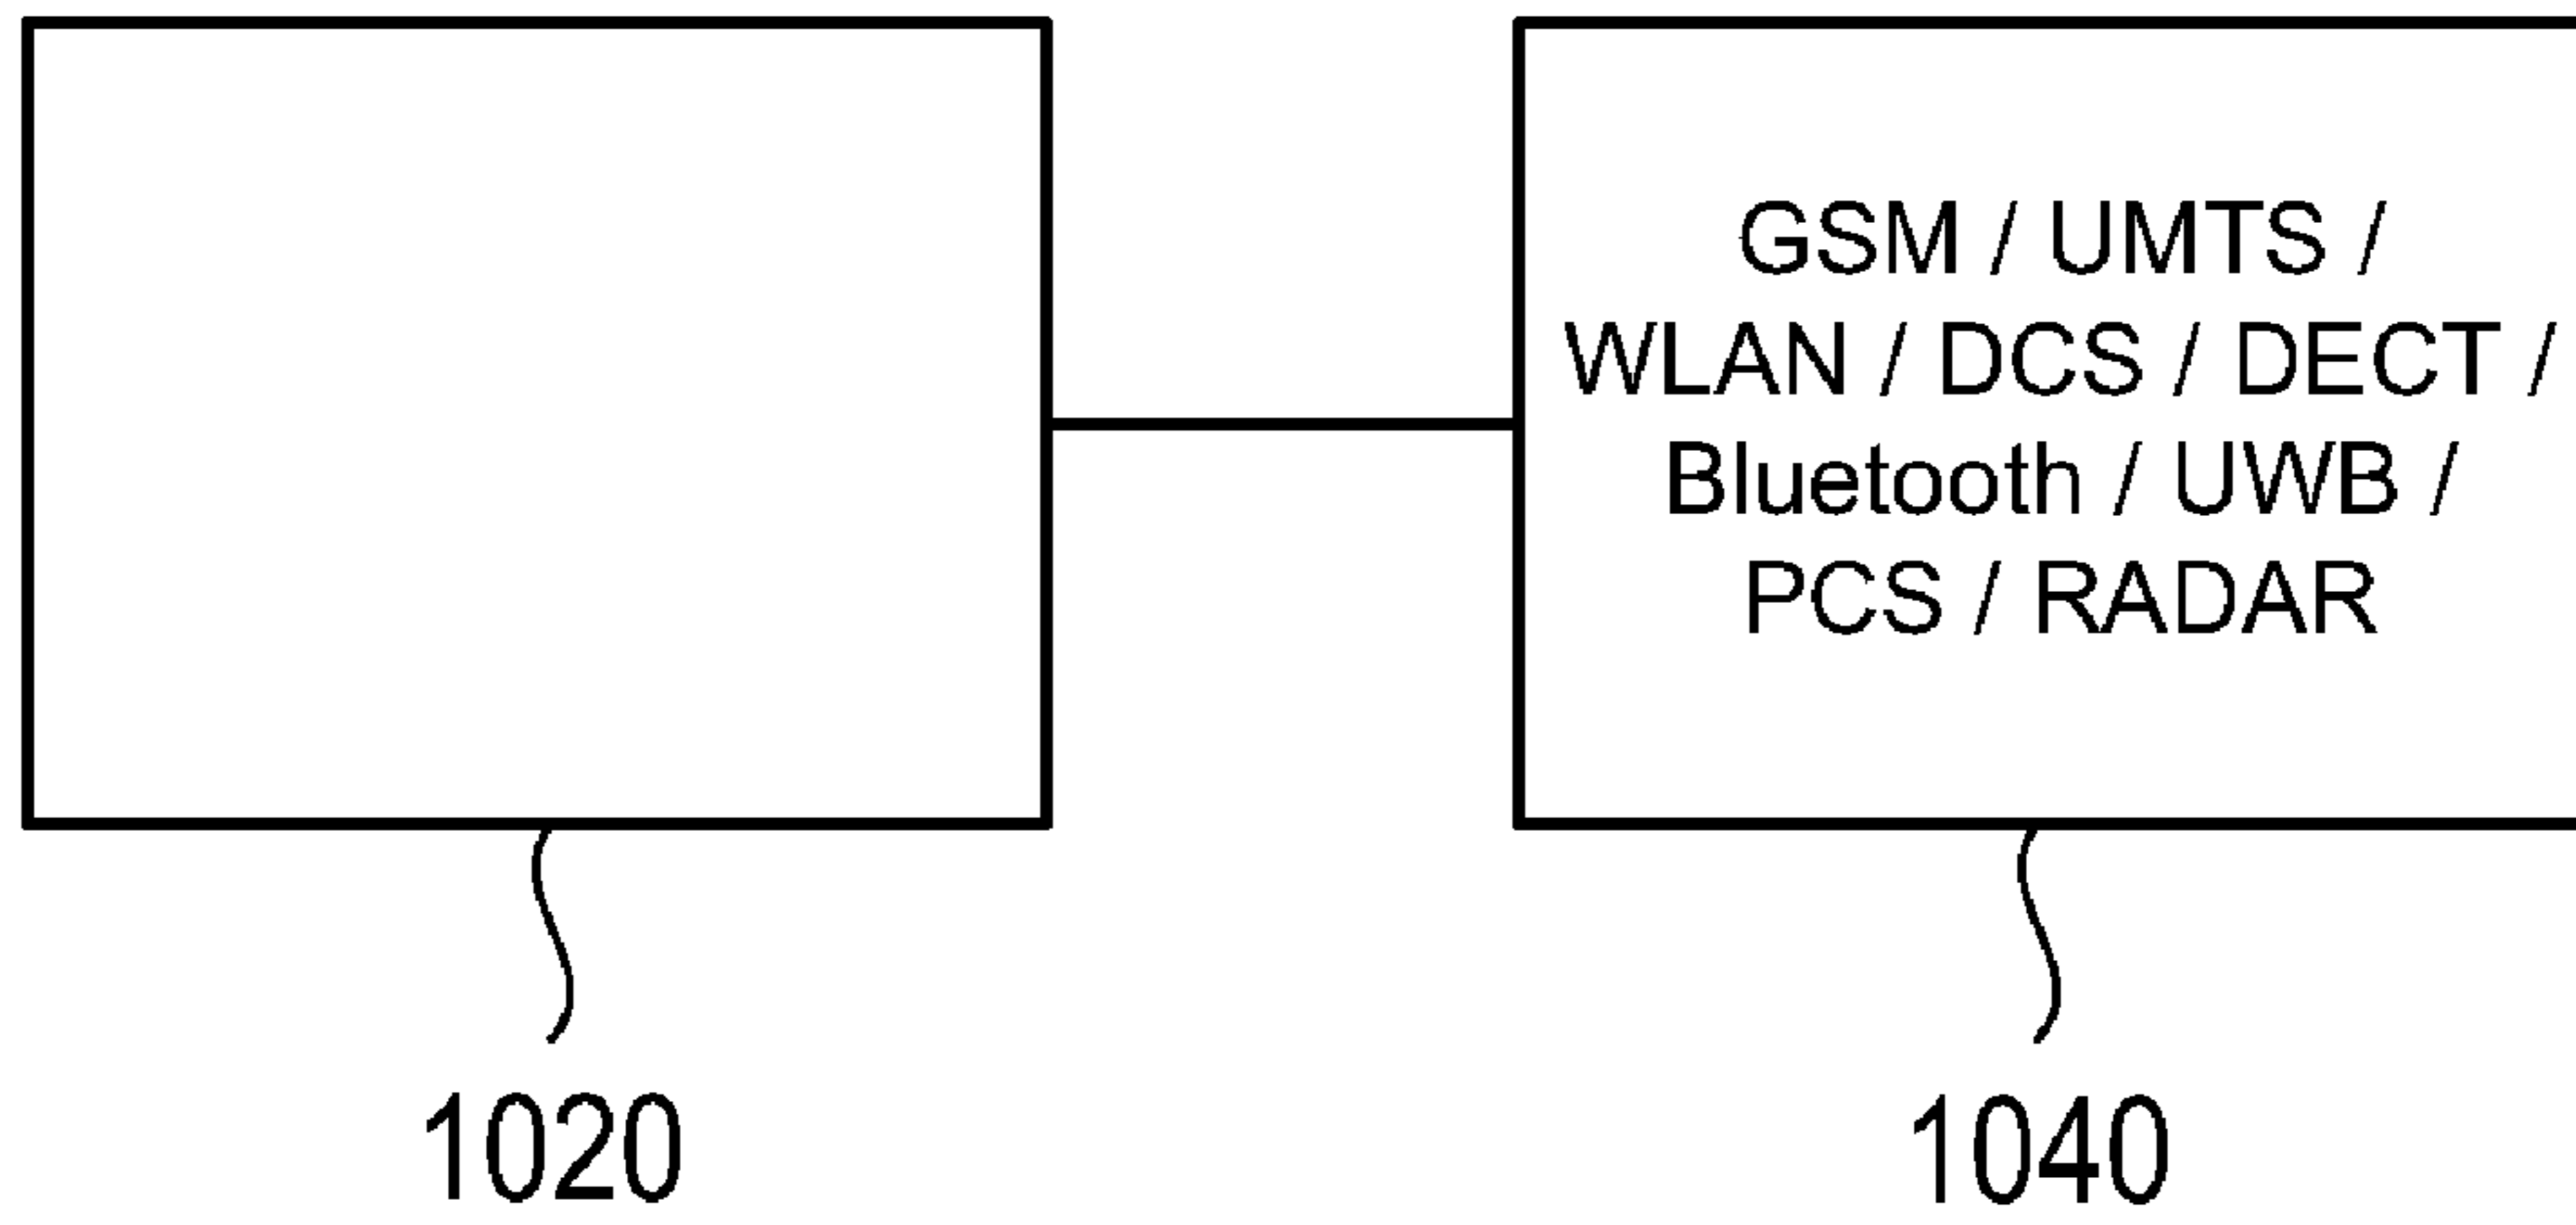 GSM / UMTS /
WLAN / DCS / DECT /
Bluetooth / UWB /
PCS / RADAR
1020
1040